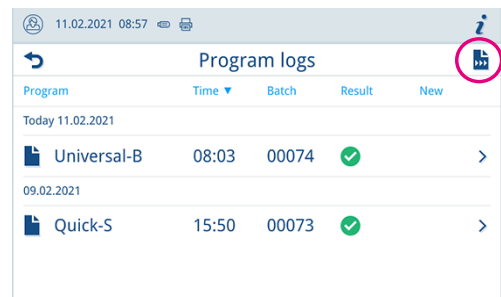 11.02.2021 08:57 i
Program logs
Program Time ▼ Batch Result New
Today 11.02.2021
Universal-B 08:03 00074
09.02.2021
Quick-S 15:50 00073